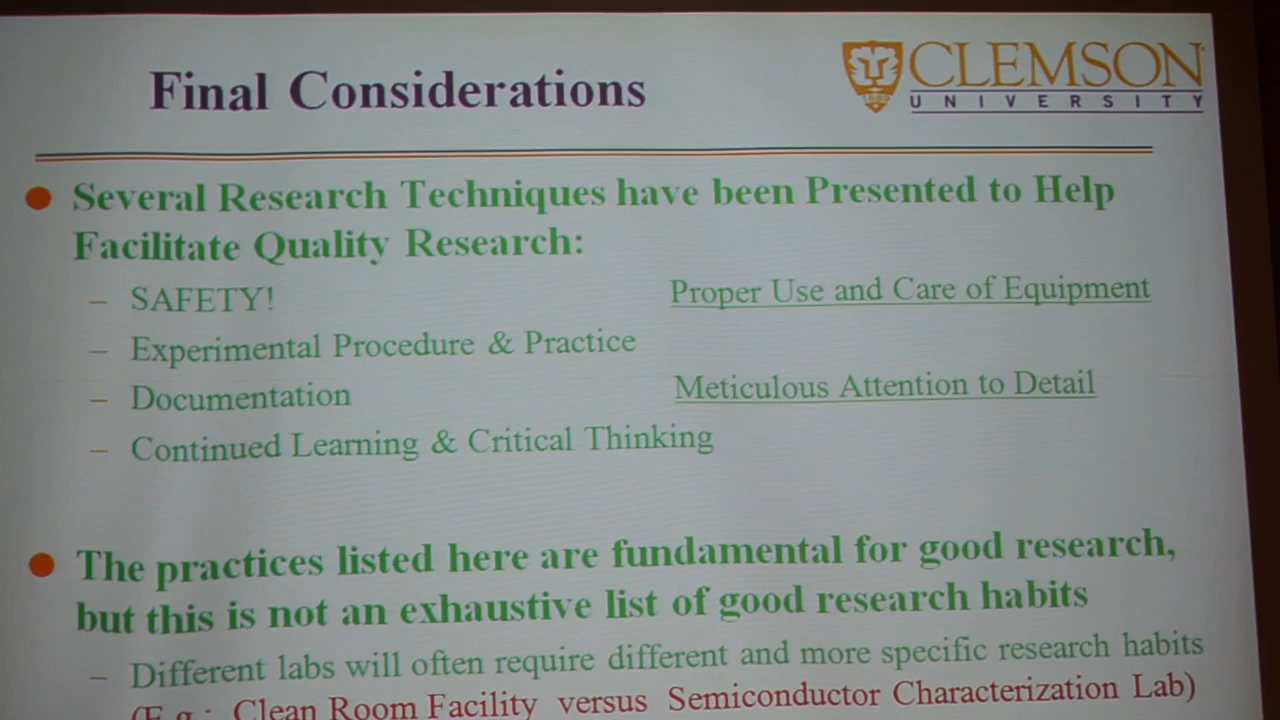 Final Considerations
CLEMSON
UNIVERSITY
Several Research Techniques have been Presented to Help
Facilitate Quality Research:
– SAFETY!
Proper Use and Care of Equipment
– Experimental Procedure & Practice
– Documentation
Meticulous Attention to Detail
– Continued Learning & Critical Thinking
The practices listed here are fundamental for good research,
but this is not an exhaustive list of good research habits
– Different labs will often require different and more specific research habits
(E.g.: Clean Room Facility versus Semiconductor Characterization Lab)